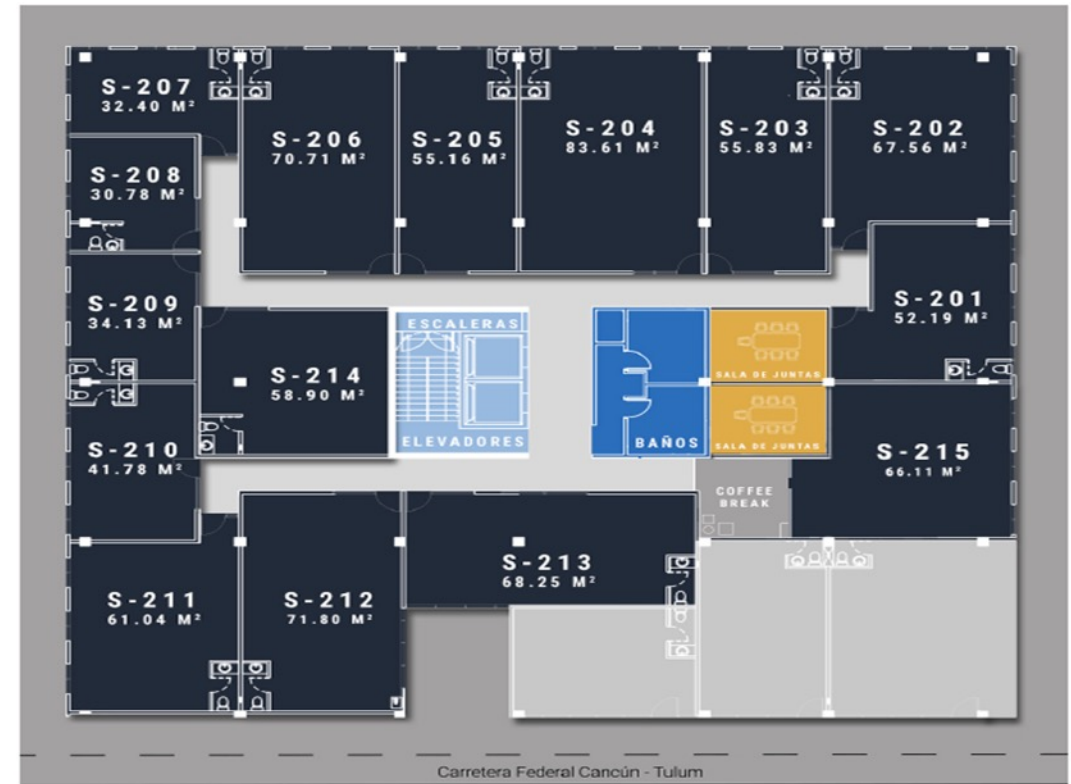 S-207
32.40 M²
S-206
70.71 M²
S-205
55.16 M²
S-204
83.61 M²
S-203
55.83 M²
S-202
67.56 M²
S-208
30.78 M²
S-209
34.13 M²
S-201
52.19 M²
ESCALERAS
ELEVADORES
S-214
58.90 M²
SALA DE JUNTAS
SALA DE JUNTAS
BAÑOS
S-210
41.78 M²
S-215
66.11 M²
COFFEE
BREAK
S-211
61.04 M²
S-212
71.80 M²
S-213
68.25 M²
Carretera Federal Cancún - Tulum